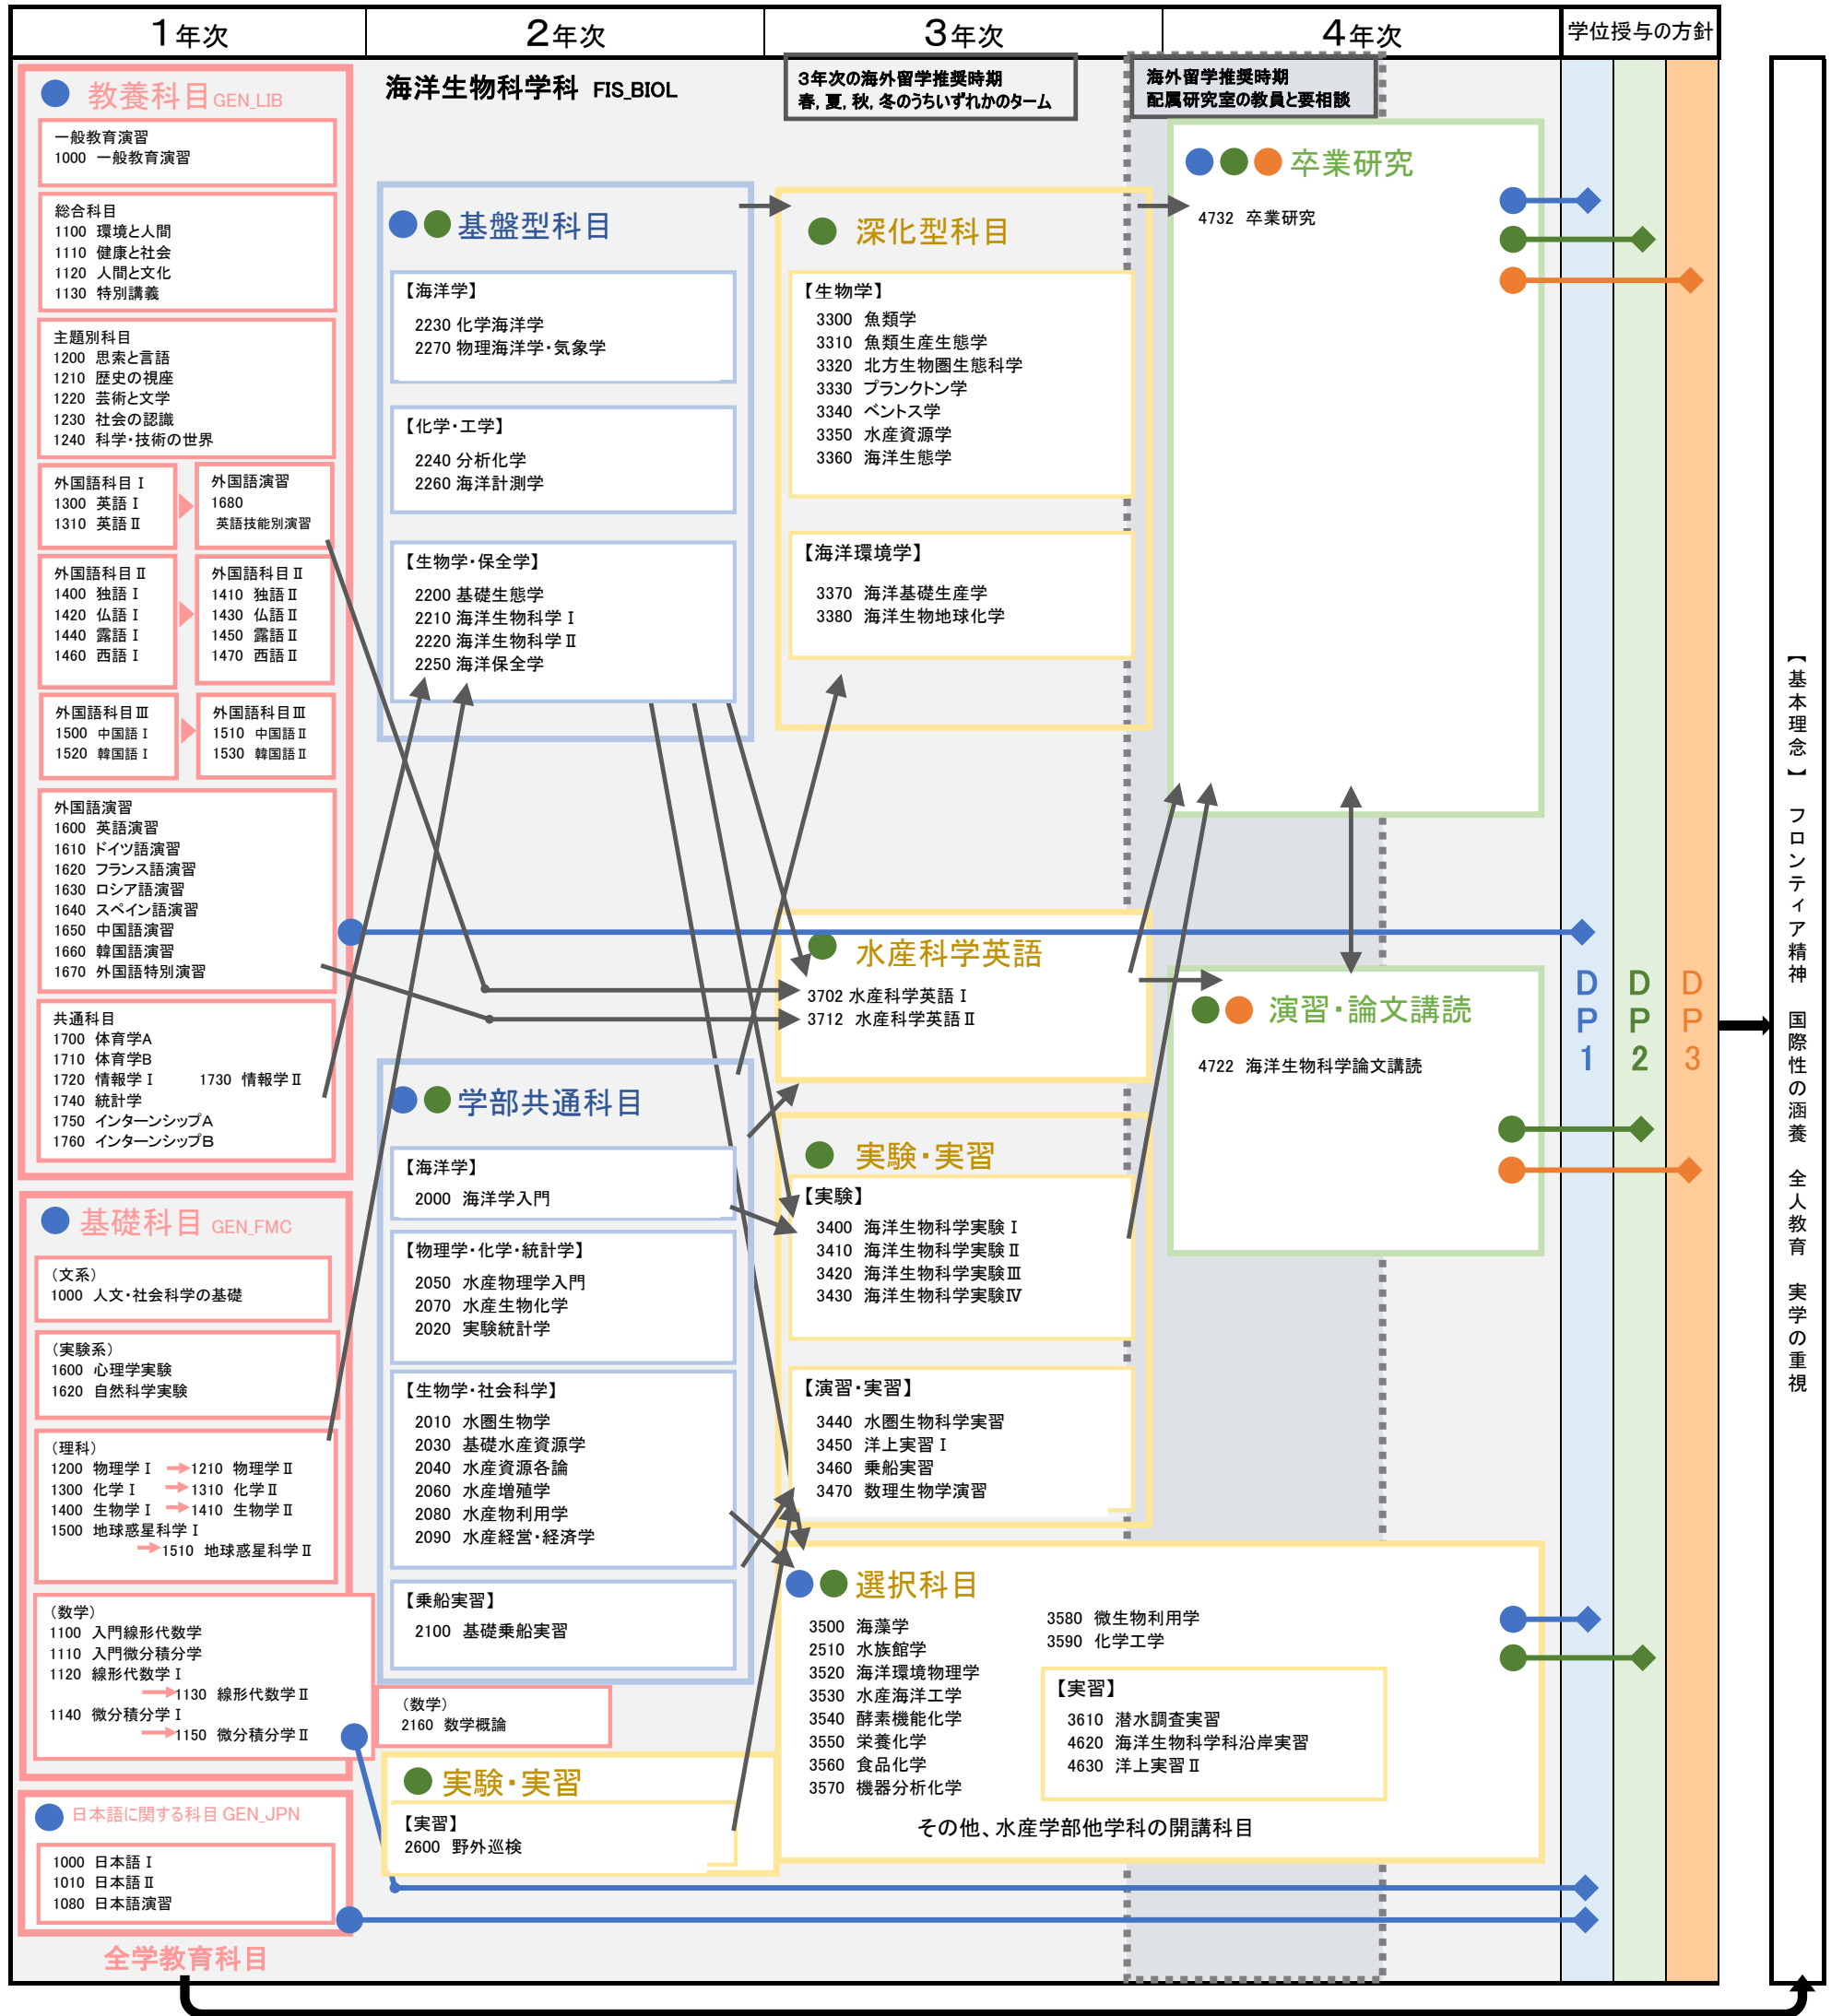 1年次
2年次
3年次
4年次
学位授与の方針
教養科目GEN_LIB
一般教育演習
1000 一般教育演習
総合科目
1100 環境と人間
1110 健康と社会
1120 人間と文化
1130 特別講義
主題別科目
1200 思索と言語
1210 歴史の視座
1220 芸術と文学
1230 社会の認識
1240 科学・技術の世界
外国語科目Ⅰ
1300 英語Ⅰ
1310 英語Ⅱ
外国語演習
1680
英語技能別演習
外国語科目Ⅱ
1400 独語Ⅰ
1420 仏語Ⅰ
1440 露語Ⅰ
1460 西語Ⅰ
外国語科目Ⅱ
1410 独語Ⅱ
1430 仏語Ⅱ
1450 露語Ⅱ
1470 西語Ⅱ
外国語科目Ⅲ
1500 中国語Ⅰ
1520 韓国語Ⅰ
外国語科目Ⅲ
1510 中国語Ⅱ
1530 韓国語Ⅱ
外国語演習
1600 英語演習
1610 ドイツ語演習
1620 フランス語演習
1630 ロシア語演習
1640 スペイン語演習
1650 中国語演習
1660 韓国語演習
1670 外国語特別演習
共通科目
1700 体育学A
1710 体育学B
1720 情報学Ⅰ 1730 情報学Ⅱ
1740 統計学
1750 インターンシップA
1760 インターンシップB
基礎科目 GEN_FMC
(文系)
1000 人文・社会科学の基礎
(実験系)
1600 心理学実験
1620 自然科学実験
(理科)
1200 物理学Ⅰ 1210 物理学Ⅱ
1300 化学Ⅰ 1310 化学Ⅱ
1400 生物学Ⅰ 1410 生物学Ⅱ
1500 地球惑星科学Ⅰ
1510 地球惑星科学Ⅱ
(数学)
1100 入門線形代数学
1110 入門微分積分学
1120 線形代数学Ⅰ
1130 線形代数学Ⅱ
1140 微分積分学Ⅰ
1150 微分積分学Ⅱ
日本語に関する科目 GEN_JPN
1000 日本語Ⅰ
1010 日本語Ⅱ
1080 日本語演習
全学教育科目
海洋生物科学科 FIS_BIOL
基盤型科目
【海洋学】
2230 化学海洋学
2270 物理海洋学・気象学
【化学・工学】
2240 分析化学
2260 海洋計測学
【生物学・保全学】
2200 基礎生態学
2210 海洋生物科学Ⅰ
2220 海洋生物科学Ⅱ
2250 海洋保全学
学部共通科目
【海洋学】
2000 海洋学入門
【物理学・化学・統計学】
2050 水産物理学入門
2070 水産生物化学
2020 実験統計学
【生物学・社会科学】
2010 水圏生物学
2030 基礎水産資源学
2040 水産資源各論
2060 水産増殖学
2080 水産物利用学
2090 水産経営・経済学
【乗船実習】
2100 基礎乗船実習
(数学)
2160 数学概論
実験・実習
【実習】
2600 野外巡検
3年次の海外留学推奨時期
春,夏,秋,冬のうちいずれかのターム
深化型科目
【生物学】
3300 魚類学
3310 魚類生産生態学
3320 北方生物圏生態科学
3330 プランクトン学
3340 ベントス学
3350 水産資源学
3360 海洋生態学
【海洋環境学】
3370 海洋基礎生産学
3380 海洋生物地球化学
水産科学英語
3702 水産科学英語Ⅰ
3712 水産科学英語Ⅱ
実験・実習
【実験】
3400 海洋生物科学実験Ⅰ
3410 海洋生物科学実験Ⅱ
3420 海洋生物科学実験Ⅲ
3430 海洋生物科学実験Ⅳ
【演習・実習】
3440 水圏生物科学実習
3450 洋上実習Ⅰ
3460 乗船実習
3470 数理生物学演習
選択科目
3500 海藻学
2510 水族館学
3520 海洋環境物理学
3530 水産海洋工学
3540 酵素機能化学
3550 栄養化学
3560 食品化学
3570 機器分析化学
3580 微生物利用学
3590 化学工学
【実習】
3610 潜水調査実習
4620 海洋生物科学科沿岸実習
4630 洋上実習Ⅱ
その他、水産学部他学科の開講科目
海外留学推奨時期
配属研究室の教員と要相談
卒業研究
4732 卒業研究
演習・論文講読
4722 海洋生物科学論文講読
DP1
DP2
DP3
【基本理念】 フロンティア精神 国際性の涵養 全人教育 実学の重視